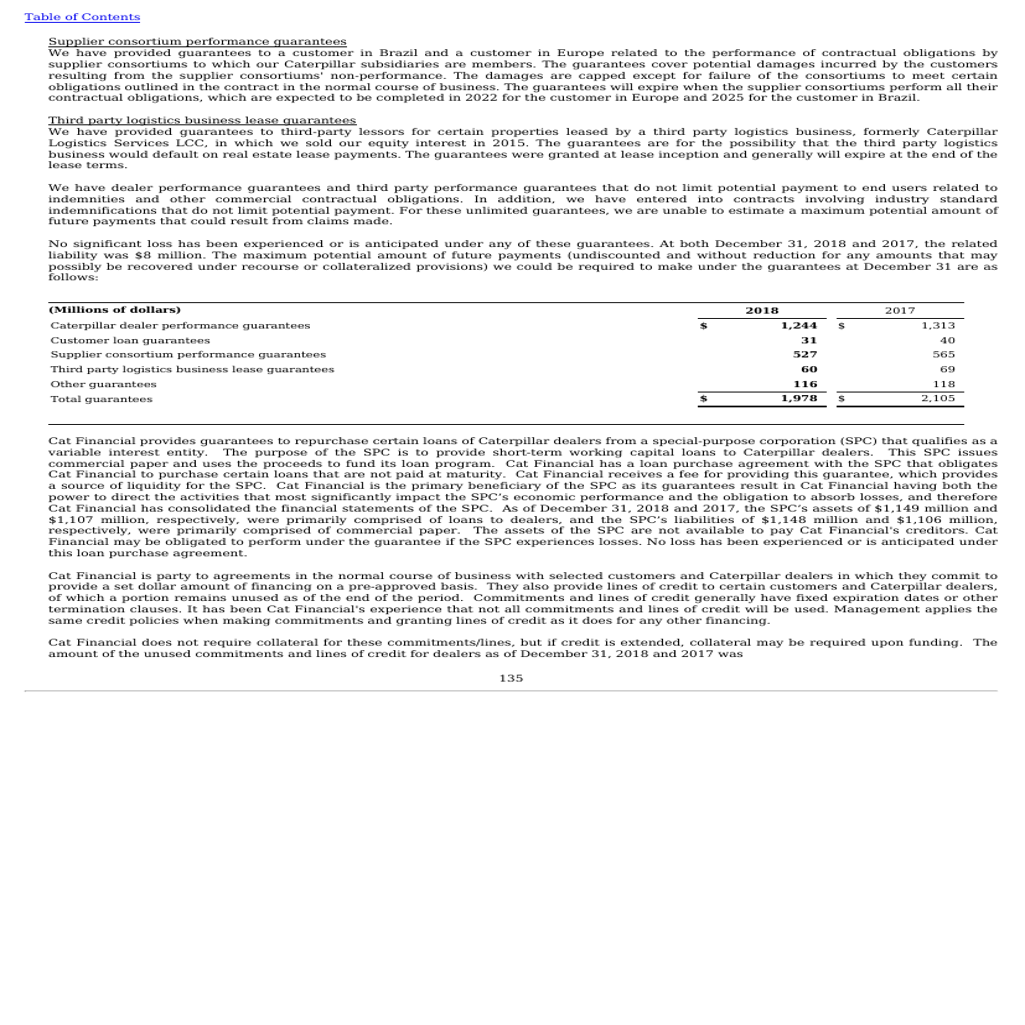 Table of Contents
Supplier consortium performance guarantees
We have provided guarantees to a customer in Brazil and a customer in Europe related to the performance of contractual obligations by
supplier consortiums to which our Caterpillar subsidiaries are members. The guarantees cover potential damages incurred by the customers
resulting from the supplier consortiums' non-performance. The damages are capped except for failure of the consortiums to meet certain
obligations outlined in the contract in the normal course of business. The guarantees will expire when the supplier consortiums perform all their
contractual obligations, which are expected to be completed in 2022 for the customer in Europe and 2025 for the customer in Brazil.
Third party logistics business lease guarantees
We have provided guarantees to third-party lessors for certain properties leased by a third party logistics business, formerly Caterpillar
Logistics Services LCC, in which we sold our equity interest in 2015. The guarantees are for the possibility that the third party logistics
business would default on real estate lease payments. The guarantees were granted at lease inception and generally will expire at the end of the
lease terms.
We have dealer performance guarantees and third party performance guarantees that do not limit potential payment to end users related to
indemnities and other commercial contractual obligations. In addition, we have entered into contracts involving industry standard
indemnifications that do not limit potential payment. For these unlimited guarantees, we are unable to estimate a maximum potential amount of
future payments that could result from claims made.
No significant loss has been experienced or is anticipated under any of these guarantees. At both December 31, 2018 and 2017, the related
liability was $8 million. The maximum potential amount of future payments (undiscounted and without reduction for any amounts that may
possibly be recovered under recourse or collateralized provisions) we could be required to make under the guarantees at December 31 are as
follows:
(Millions of dollars) 2018 2017
Caterpillar dealer performance guarantees $ 1,244 $ 1,313
Customer loan guarantees 31 40
Supplier consortium performance guarantees 527 565
Third party logistics business lease guarantees 60 69
Other guarantees 116 118
Total guarantees $ 1,978 $ 2,105
Cat Financial provides guarantees to repurchase certain loans of Caterpillar dealers from a special-purpose corporation (SPC) that qualifies as a
variable interest entity. The purpose of the SPC is to provide short-term working capital loans to Caterpillar dealers. This SPC issues
commercial paper and uses the proceeds to fund its loan program. Cat Financial has a loan purchase agreement with the SPC that obligates
Cat Financial to purchase certain loans that are not paid at maturity. Cat Financial receives a fee for providing this guarantee, which provides
a source of liquidity for the SPC. Cat Financial is the primary beneficiary of the SPC as its guarantees result in Cat Financial having both the
power to direct the activities that most significantly impact the SPC’s economic performance and the obligation to absorb losses, and therefore
Cat Financial has consolidated the financial statements of the SPC. As of December 31, 2018 and 2017, the SPC’s assets of $1,149 million and
$1,107 million, respectively, were primarily comprised of loans to dealers, and the SPC’s liabilities of $1,148 million and $1,106 million,
respectively, were primarily comprised of commercial paper. The assets of the SPC are not available to pay Cat Financial's creditors. Cat
Financial may be obligated to perform under the guarantee if the SPC experiences losses. No loss has been experienced or is anticipated under
this loan purchase agreement.
Cat Financial is party to agreements in the normal course of business with selected customers and Caterpillar dealers in which they commit to
provide a set dollar amount of financing on a pre-approved basis. They also provide lines of credit to certain customers and Caterpillar dealers,
of which a portion remains unused as of the end of the period. Commitments and lines of credit generally have fixed expiration dates or other
termination clauses. It has been Cat Financial's experience that not all commitments and lines of credit will be used. Management applies the
same credit policies when making commitments and granting lines of credit as it does for any other financing.
Cat Financial does not require collateral for these commitments/lines, but if credit is extended, collateral may be required upon funding. The
amount of the unused commitments and lines of credit for dealers as of December 31, 2018 and 2017 was
135